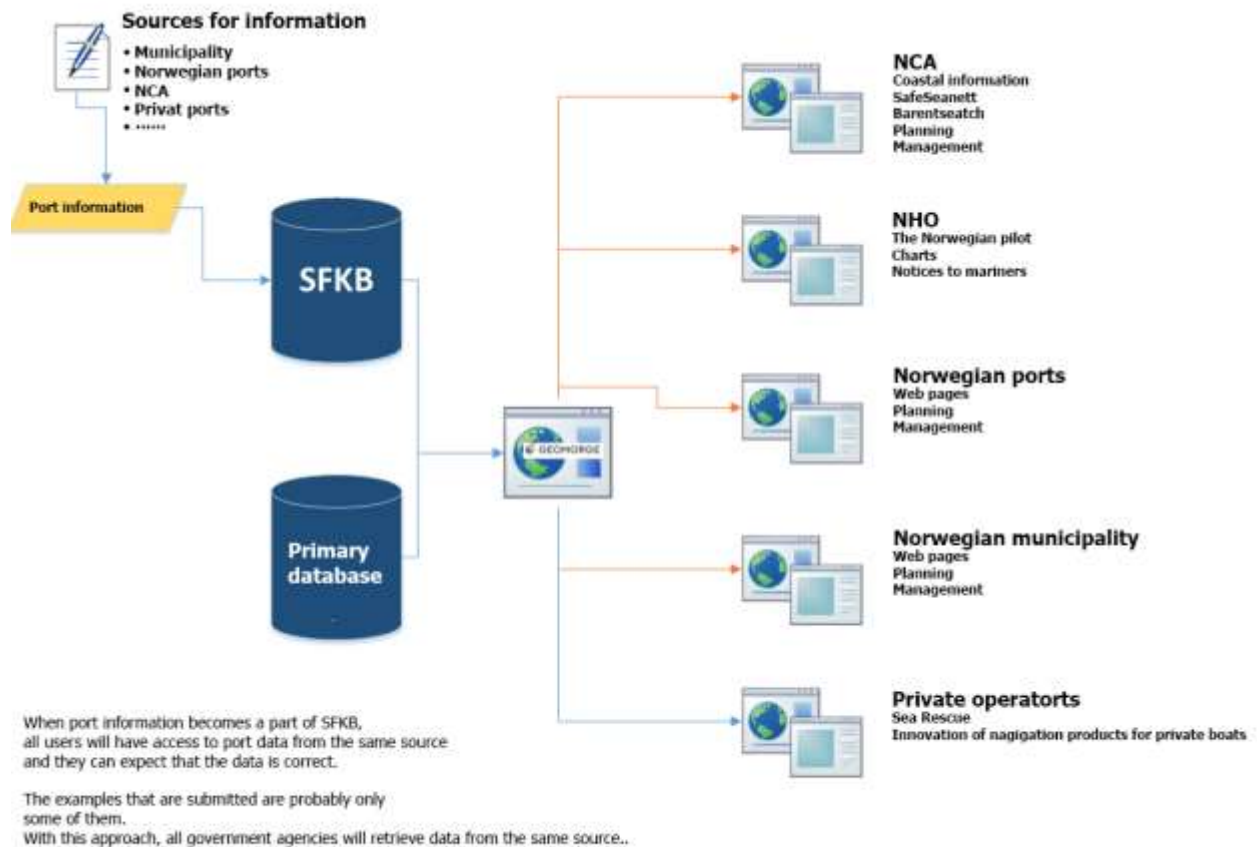 Sources for information
• Municipality
• Norwegian ports
• NCA
• Privat ports
• ......
Port information
SFKB
Primary
database
GEONORGE
NCA
Coastal information
SafeSeanett
Barentseatch
Planning
Management
NHO
The Norwegian pilot
Charts
Notices to mariners
Norwegian ports
Web pages
Planning
Management
Norwegian municipality
Web pages
Planning
Management
Private operatorts
Sea Rescue
Innovation of nagigation products for private boats
When port information becomes a part of SFKB,
all users will have access to port data from the same source
and they can expect that the data is correct.
The examples that are submitted are probably only
some of them.
With this approach, all government agencies will retrieve data from the same source..